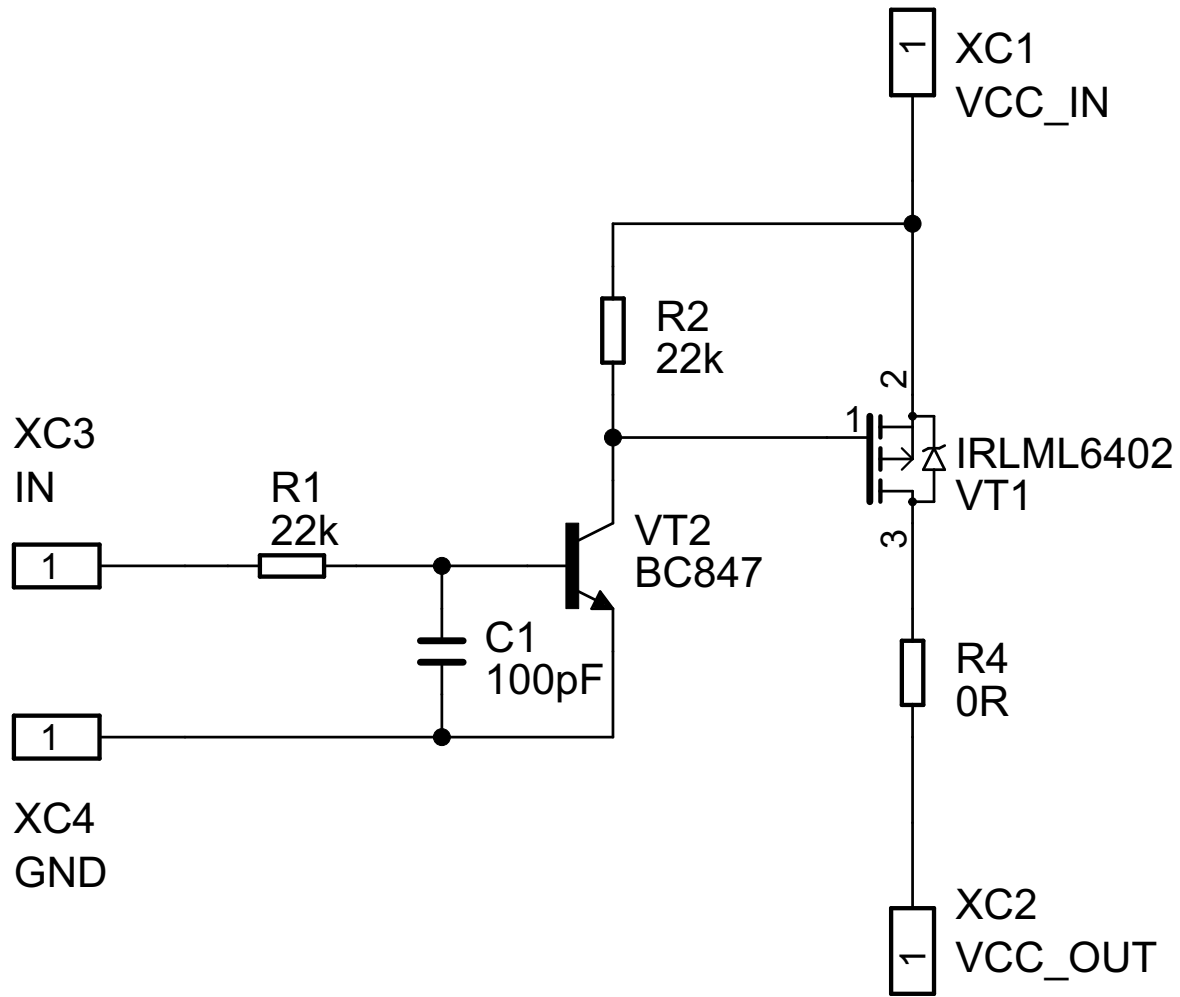 1
XC1
VCC_IN
R2
22k
2
1
IRLML6402
VT1
3
XC3
IN
1
R1
22k
VT2
BC847
C1
100pF
R4
0R
1
XC4
GND
XC2
1
VCC_OUT